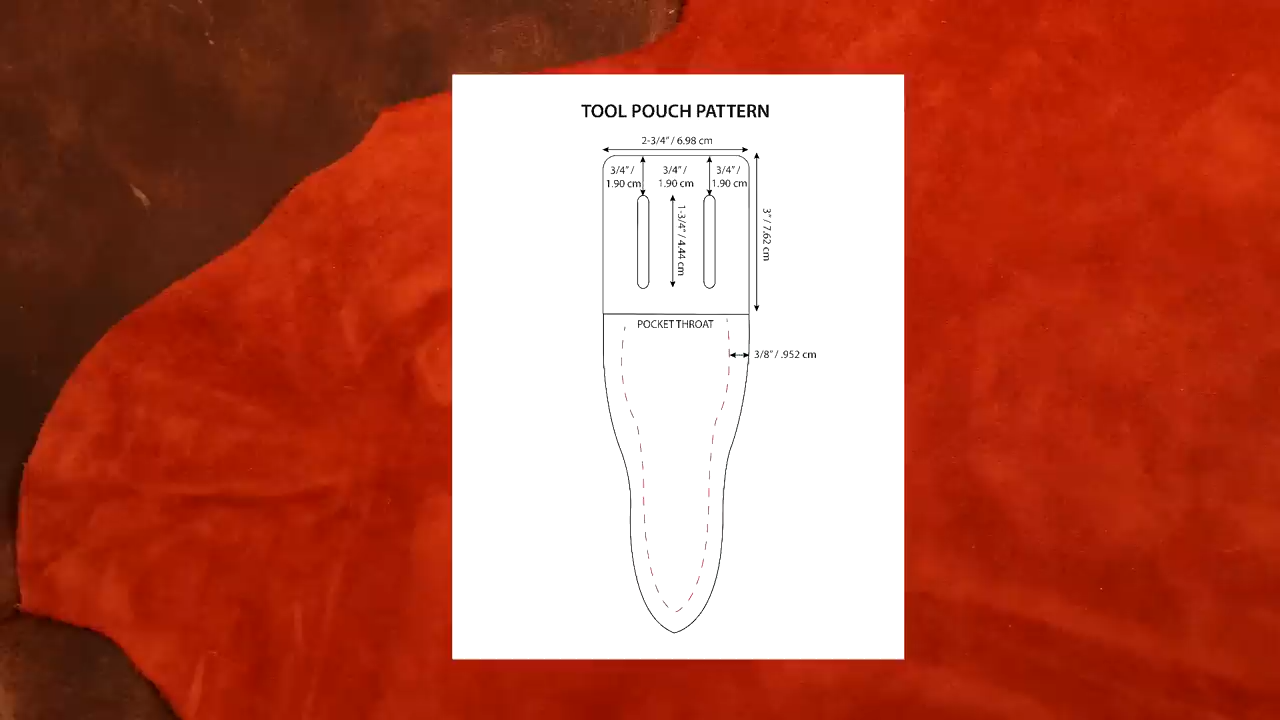 TOOL POUCH PATTERN
2-3/4" / 6.98 cm
3/4" /
1.90 cm
3/4" /
1.90 cm
3/4" /
1.90 cm
1-3/4" / 4.44 cm
3" / 7.62 cm
POCKET THROAT
3/8" / .952 cm